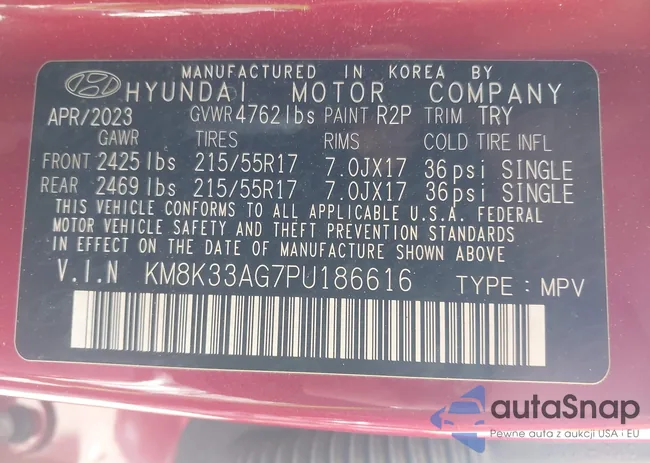 MANUFACTURED IN KOREA BY
HYUNDAI MOTOR COMPANY
APR/2023 GVWR 4762lbs PAINT R2P TRIM TRY
GAWR TIRES RIMS COLD TIRE INFL
FRONT 2425lbs 215/55R17 7.0JX17 36psi SINGLE
REAR 2469lbs 215/55R17 7.0JX17 36psi SINGLE
THIS VEHICLE CONFORMS TO ALL APPLICABLE U.S.A. FEDERAL
MOTOR VEHICLE SAFETY AND THEFT PREVENTION STANDARDS
IN EFFECT ON THE DATE OF MANUFACTURE SHOWN ABOVE
V.I.N KM8K33AG7PU186616 TYPE : MPV
autaSnap
Pewne auta z aukcji USA i EU